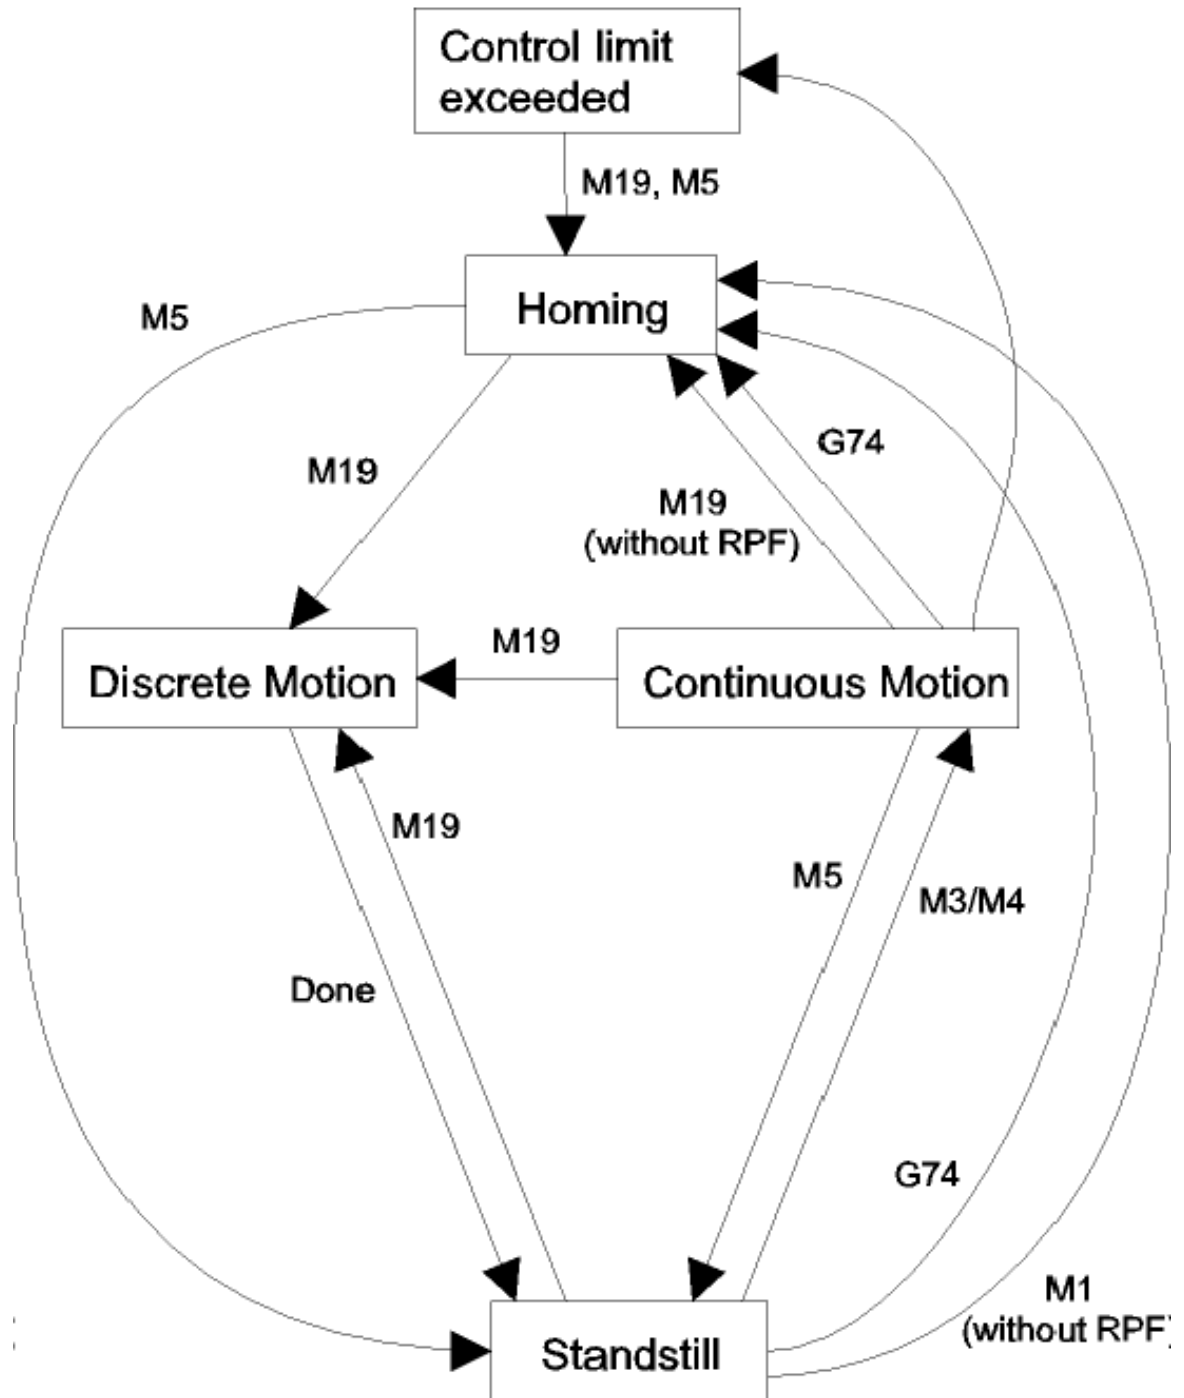 Control limit
exceeded
M19, M5
M5
Homing
G74
M19
M19
(without RPF)
M19
Discrete Motion
Continuous Motion
M19
M5
M3/M4
Done
G74
M1
(without RPF)
Standstill